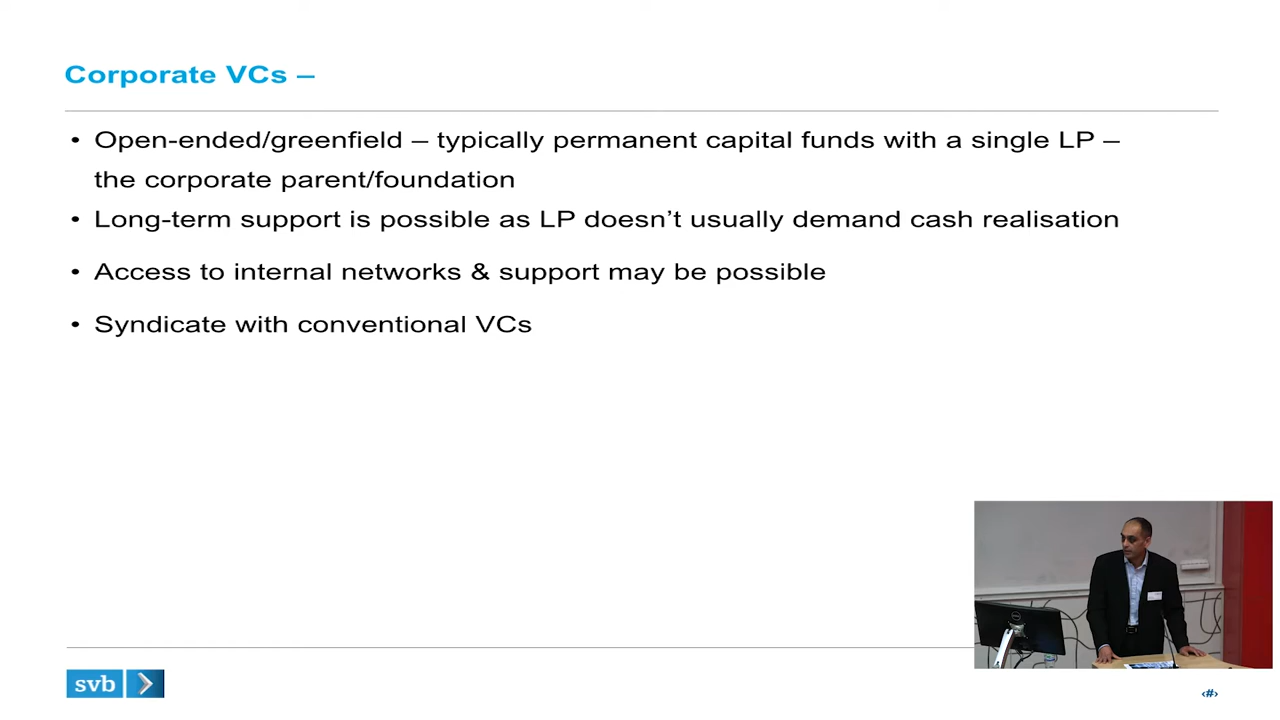 Corporate VCs –
• Open-ended/greenfield – typically permanent capital funds with a single LP –
the corporate parent/foundation
• Long-term support is possible as LP doesn’t usually demand cash realisation
• Access to internal networks & support may be possible
• Syndicate with conventional VCs
svb
‹#›